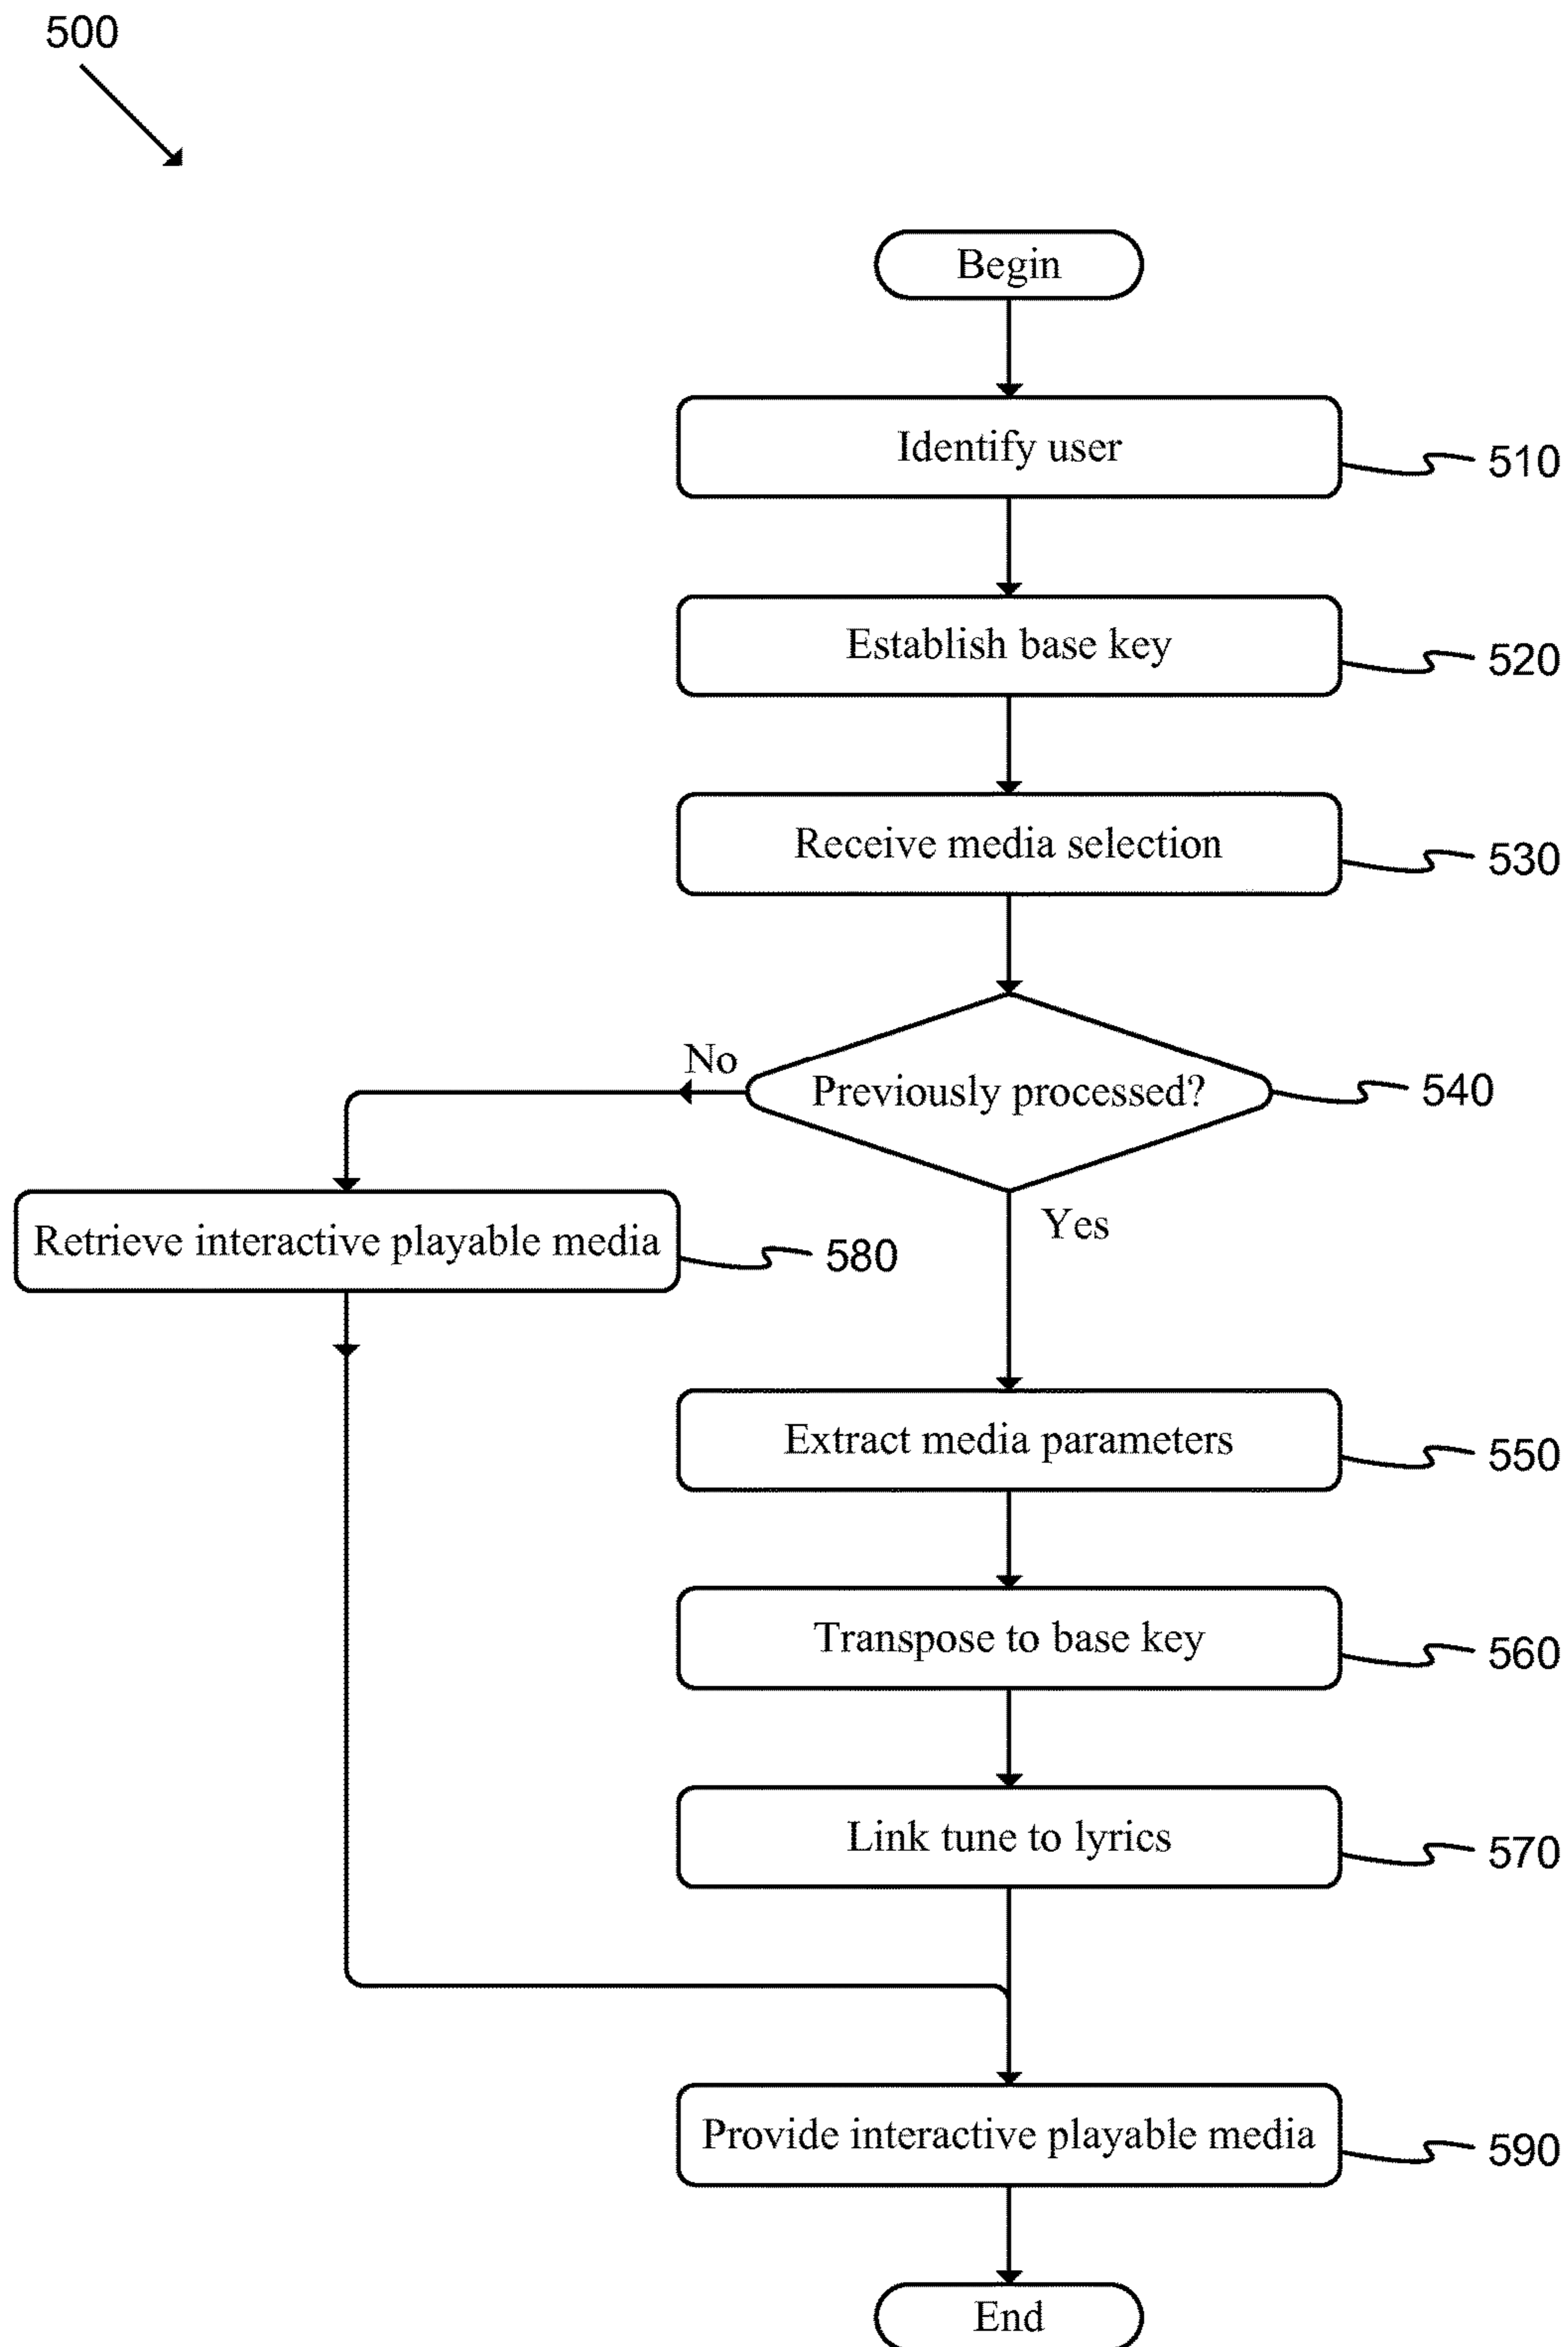 500
Begin
Identify user
510
Establish base key
520
Receive media selection
530
No
Previously processed?
540
Yes
Retrieve interactive playable media
580
Extract media parameters
550
Transpose to base key
560
Link tune to lyrics
570
Provide interactive playable media
590
End